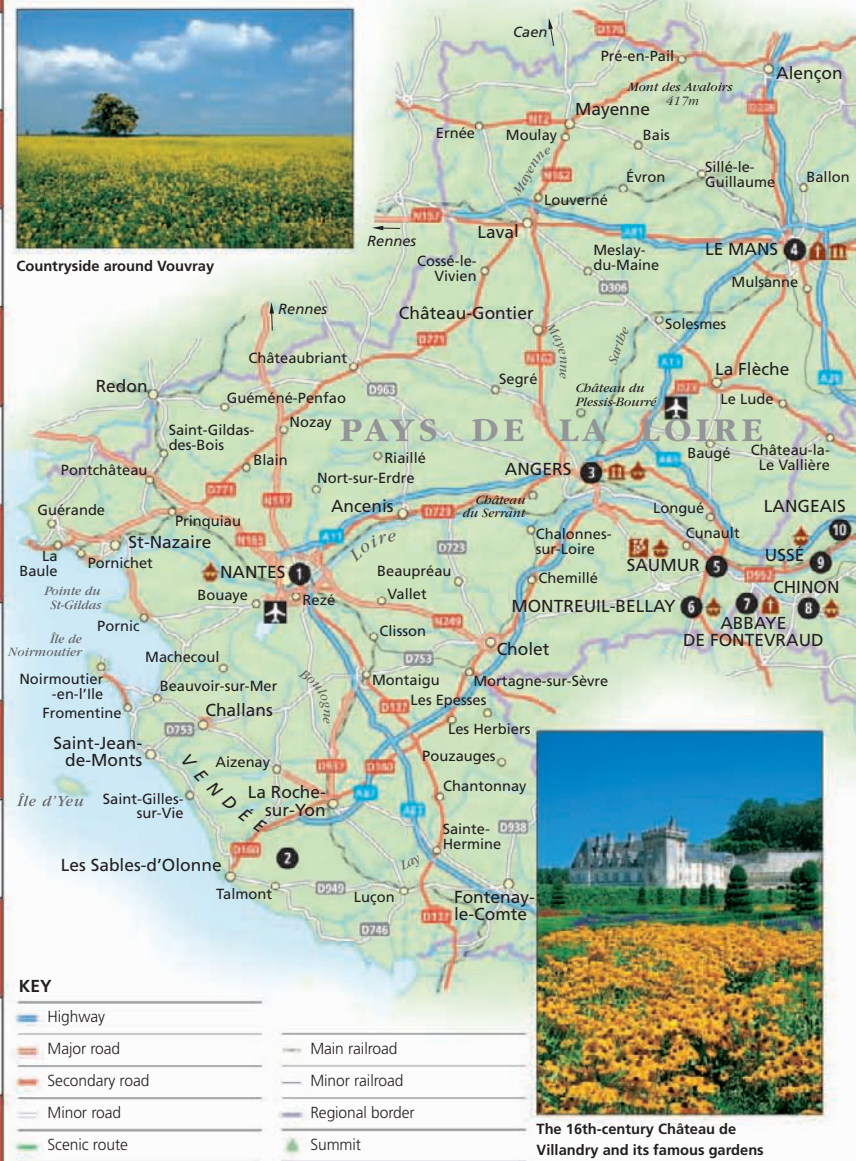 Caen
D176
Pré-en-Pail
Alençon
Mont des Avaloirs
417m
Mayenne
N12
Ernée
Moulay
Bais
Mayenne
N162
Évron
Sillé-le-
Guillaume
Ballon
Louverné
N157
Rennes
Laval
A81
LE MANS
4
Countryside around Vouvray
Cossé-le-
Vivien
Meslay-
du-Maine
Mulsanne
D306
Château-Gontier
Solesmes
Rennes
Sarthe
Mayenne
D771
N162
A11
Châteaubriant
La Flèche
Redon
D963
Segré
Château du
Plessis-Bourré
A28
Le Lude
Guéméné-Penfao
Nozay
PAYS DE LA LOIRE
Saint-Gildas-
des-Bois
Blain
Riaillé
ANGERS
3
Baugé
Château-la-
Le Vallière
Pontchâteau
Nort-sur-Erdre
D771
N137
Ancenis
D723
Château
du Serrant
Longué
LANGEAIS
10
Guérande
Prinquiau
N165
A11
Loire
Chalonnes-
sur-Loire
Cunault
St-Nazaire
La
Baule
Pornichet
D723
USSÉ
9
NANTES
1
Beaupréau
Chemillé
SAUMUR
5
Pointe du
St-Gildas
Bouaye
Rezé
Vallet
MONTREUIL-BELLAY
6
7
CHINON
8
ABBAYE
DE FONTEVRAUD
Pornic
N249
Clisson
Île de
Noirmoutier
Cholet
Machecoul
D753
Noirmoutier
-en-l'Ile
Beauvoir-sur-Mer
Boulogne
Montaigu
Mortagne-sur-Sèvre
Fromentine
Challans
D137
Les Epesses
D753
Les Herbiers
Saint-Jean-
de-Monts
VENDÉE
Aizenay
D937
Pouzauges
Île d'Yeu
Saint-Gilles-
sur-Vie
La Roche-
sur-Yon
A87
A83
Chantonnay
Sainte-
Hermine
D938
Les Sables-d'Olonne
D160
2
Lay
Talmont
D949
Luçon
Fontenay-
le-Comte
D746
D137
KEY
Highway
Major road
Secondary road
Minor road
Scenic route
Main railroad
Minor railroad
Regional border
Summit
The 16th-century Château de
Villandry and its famous gardens